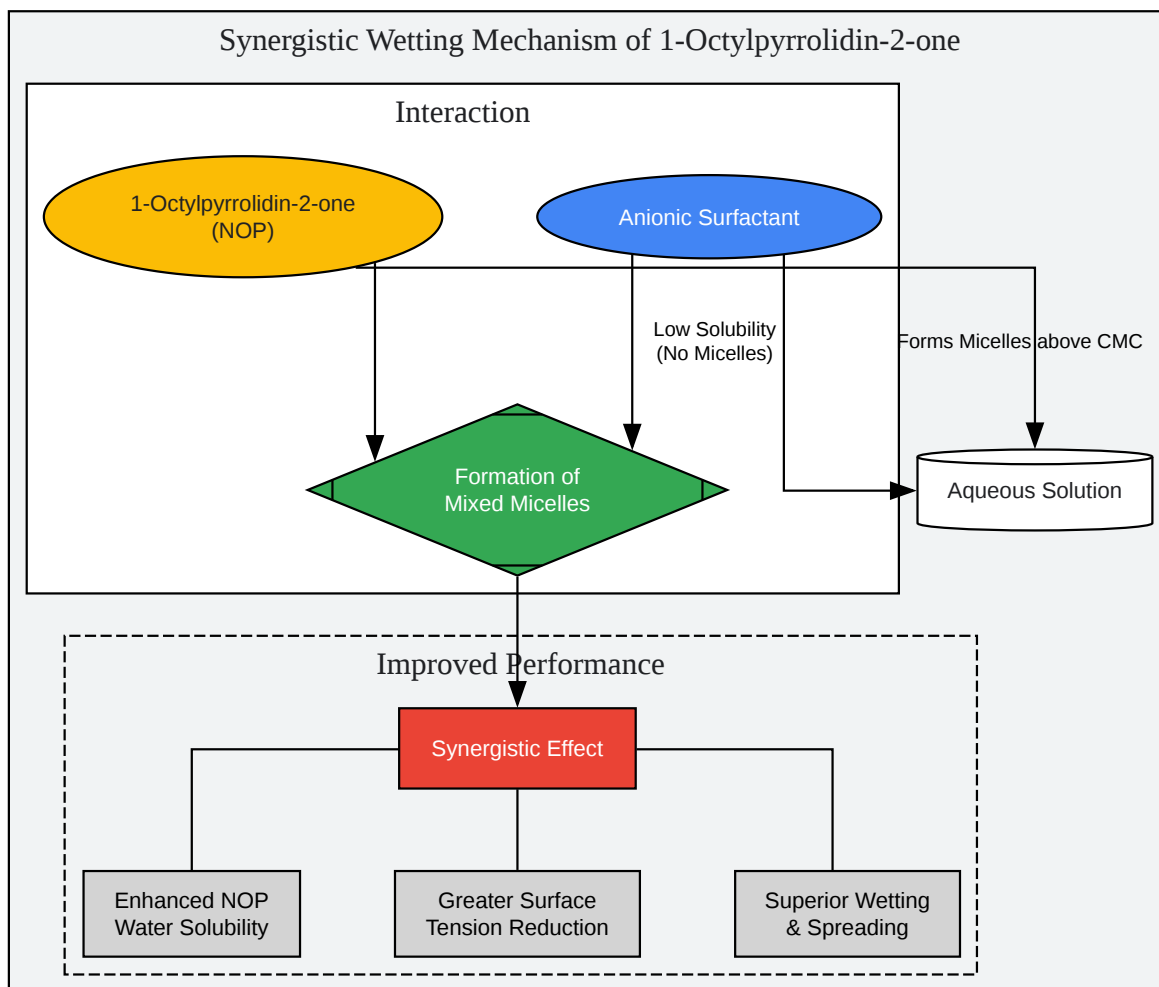 Synergistic Wetting Mechanism of 1-Octylpyrrolidin-2-one
Interaction
1-Octylpyrrolidin-2-one
(NOP)
Anionic Surfactant
Low Solubility
(No Micelles)
Forms Micelles above CMC
Formation of
Mixed Micelles
Aqueous Solution
Improved Performance
Synergistic Effect
Enhanced NOP
Water Solubility
Greater Surface
Tension Reduction
Superior Wetting
& Spreading